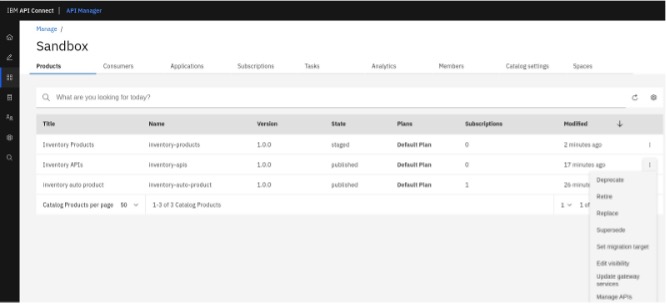 IBM API Connect | API Manager
Manage /
Sandbox
Products Consumers Applications Subscriptions Tasks Analytics Members Catalog settings Spaces
What are you looking for today?
Title Name Version State Plans Subscriptions Modified
Inventory Products inventory-products 1.0.0 staged Default Plan 0 2 minutes ago
Inventory APIs inventory-apis 1.0.0 published Default Plan 0 17 minutes ago
Inventory auto product inventory-auto-product 1.0.0 published Default Plan 1 26 minute
Catalog Products per page 50 1-3 of 3 Catalog Products 1 1 of
Deprecate
Retire
Replace
Supersede
Set migration target
Edit visibility
Update gateway
services
Manage APIs